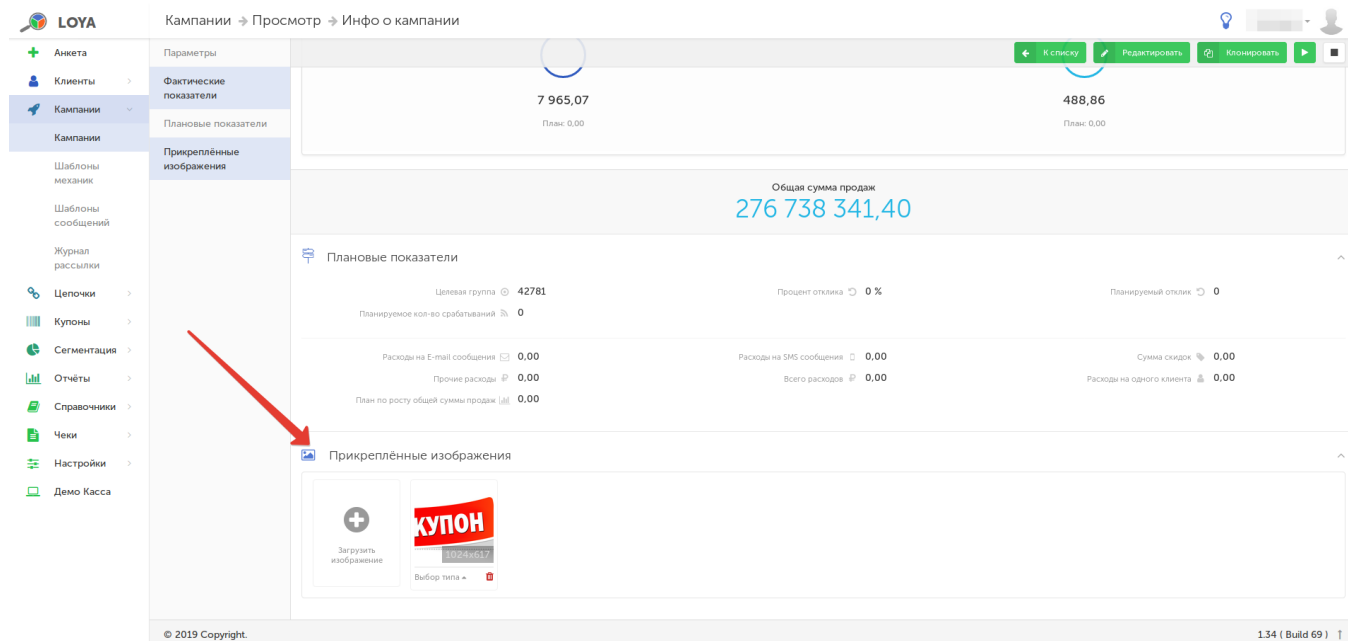 LOYA
Кампании → Просмотр → Инфо о кампании
Анкета
Клиенты
Кампании
Кампании
Шаблоны
механик
Шаблоны
сообщений
Журнал
рассылки
Цепочки
Купоны
Сегментация
Отчёты
Справочники
Чеки
Настройки
Демо Касса
Параметры
Фактические
показатели
Плановые показатели
Прикреплённые
изображения
К списку
Редактировать
Клонировать
7 965,07
План: 0,00
488,86
План: 0,00
Общая сумма продаж
276 738 341,40
Плановые показатели
Целевая группа 42781
Процент отклика 0 %
Планируемый отклик 0
Планируемое кол-во срабатываний 0
Расходы на E-mail сообщения 0,00
Расходы на SMS сообщения 0,00
Сумма скидок 0,00
Прочие расходы 0,00
Всего расходов 0,00
Расходы на одного клиента 0,00
План по росту общей суммы продаж 0,00
Прикреплённые изображения
Загрузить
изображение
КУПОН
1024x617
Выбор типа
© 2019 Copyright.
1.34 ( Build 69 )